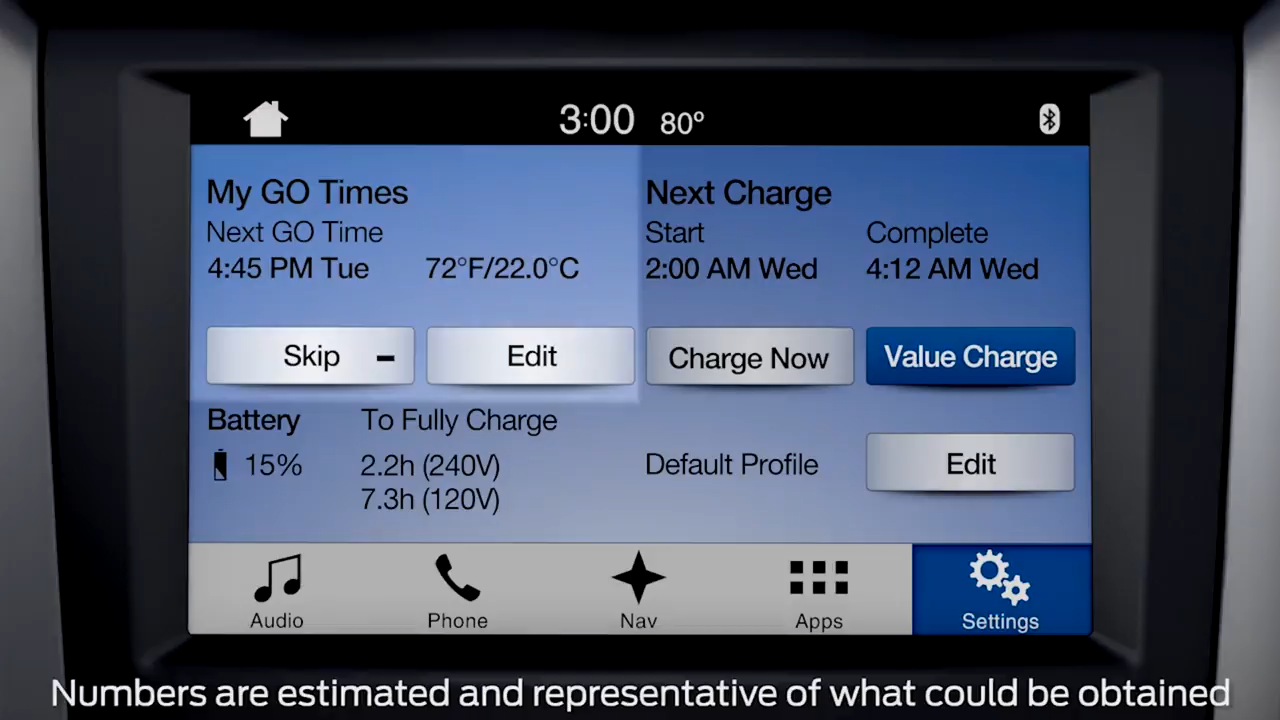 3:00 80°
My GO Times
Next GO Time
4:45 PM Tue 72°F/22.0°C
Skip –
Edit
Next Charge
Start Complete
2:00 AM Wed 4:12 AM Wed
Charge Now
Value Charge
Battery To Fully Charge
15% 2.2h (240V)
7.3h (120V)
Default Profile
Edit
Audio Phone Nav Apps Settings
Numbers are estimated and representative of what could be obtained